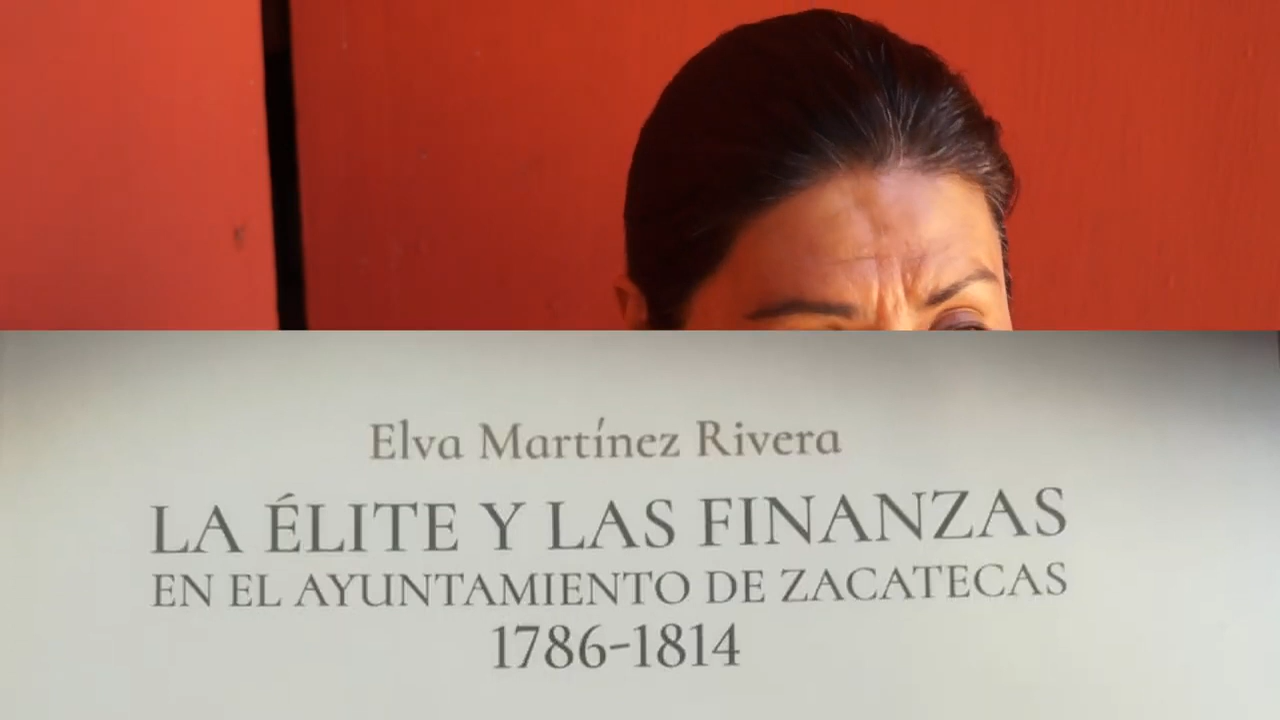 Elva Martínez Rivera
LA ÉLITE Y LAS FINANZAS
EN EL AYUNTAMIENTO DE ZACATECAS
1786-1814